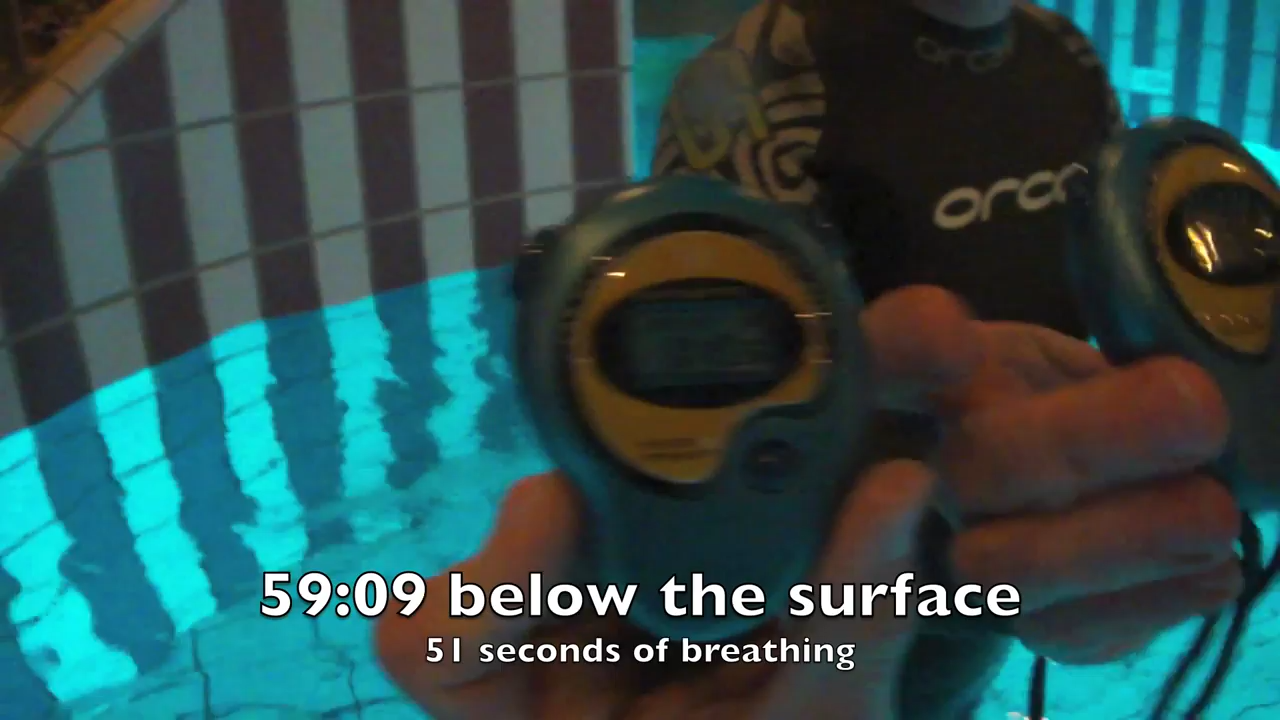 orca
orca
59:09 below the surface
51 seconds of breathing